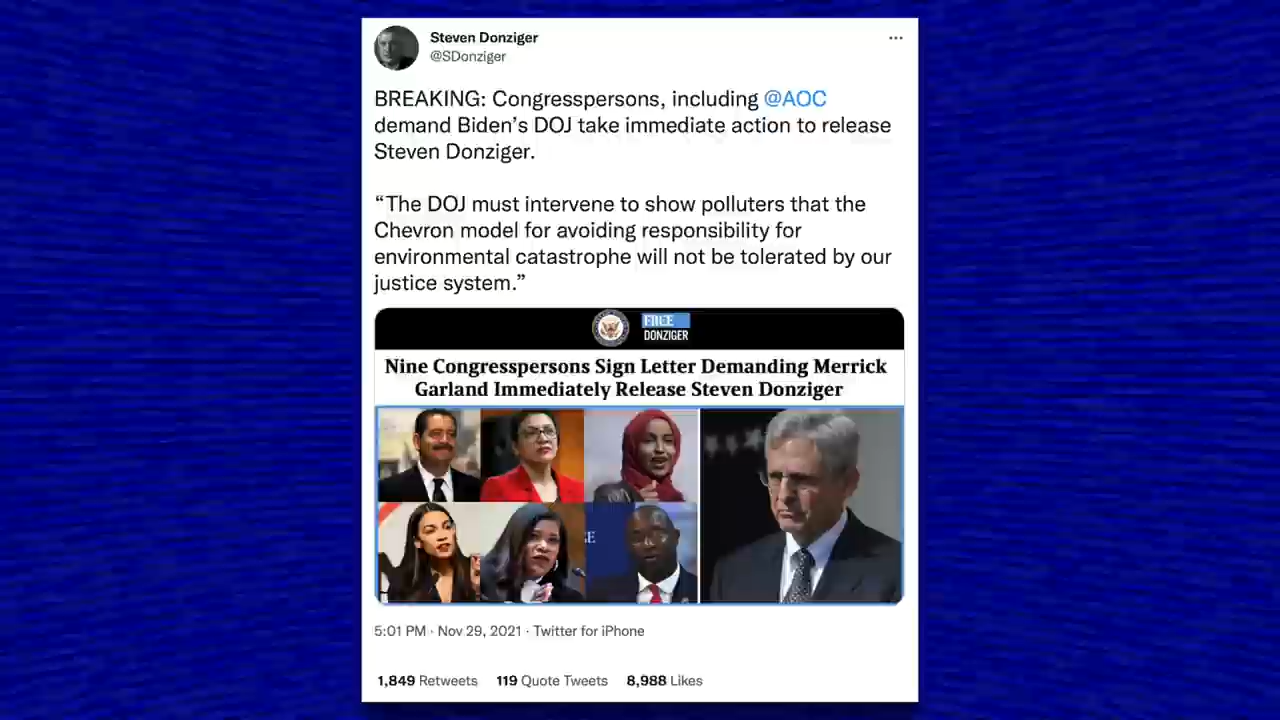 Steven Donziger
@SDonziger
BREAKING: Congresspersons, including @AOC
demand Biden’s DOJ take immediate action to release
Steven Donziger.
“The DOJ must intervene to show polluters that the
Chevron model for avoiding responsibility for
environmental catastrophe will not be tolerated by our
justice system.”
FREE
DONZIGER
Nine Congresspersons Sign Letter Demanding Merrick
Garland Immediately Release Steven Donziger
5:01 PM · Nov 29, 2021 · Twitter for iPhone
1,849 Retweets 119 Quote Tweets 8,988 Likes